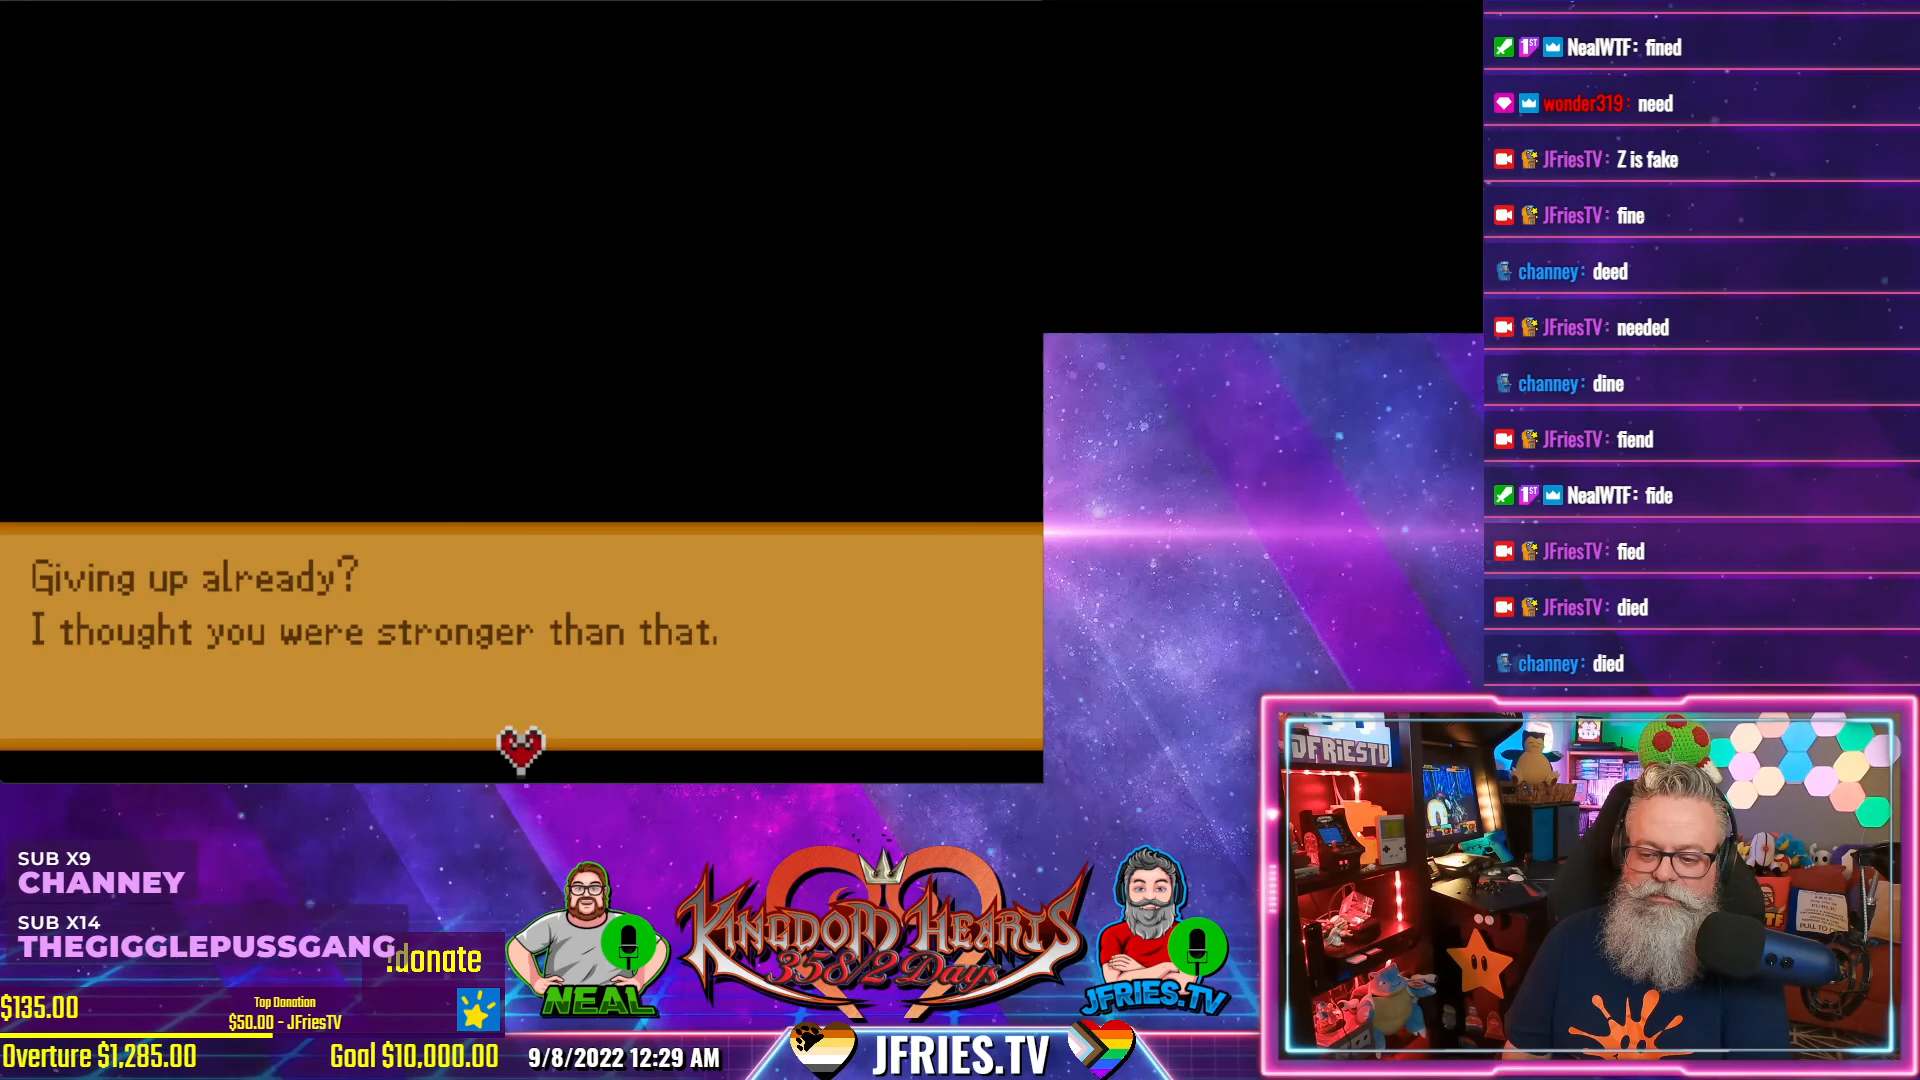 Giving up already?
I thought you were stronger than that.
NealWTF: fined
wonder319: need
JFriesTV: Z is fake
JFriesTV: fine
channey: deed
JFriesTV: needed
channey: dine
JFriesTV: fiend
NealWTF: fide
JFriesTV: fied
JFriesTV: died
channey: died
SUB X9
CHANNEY
SUB X14
THEGIGGLEPUSSGANG
!donate
$135.00
Top Donation
$50.00 - JFriesTV
Overture $1,285.00
Goal $10,000.00
9/8/2022 12:29 AM
NEAL
KINGDOM HEARTS
358/2 Days
JFRIES.TV
JFRIES.TV
JFRIESTV